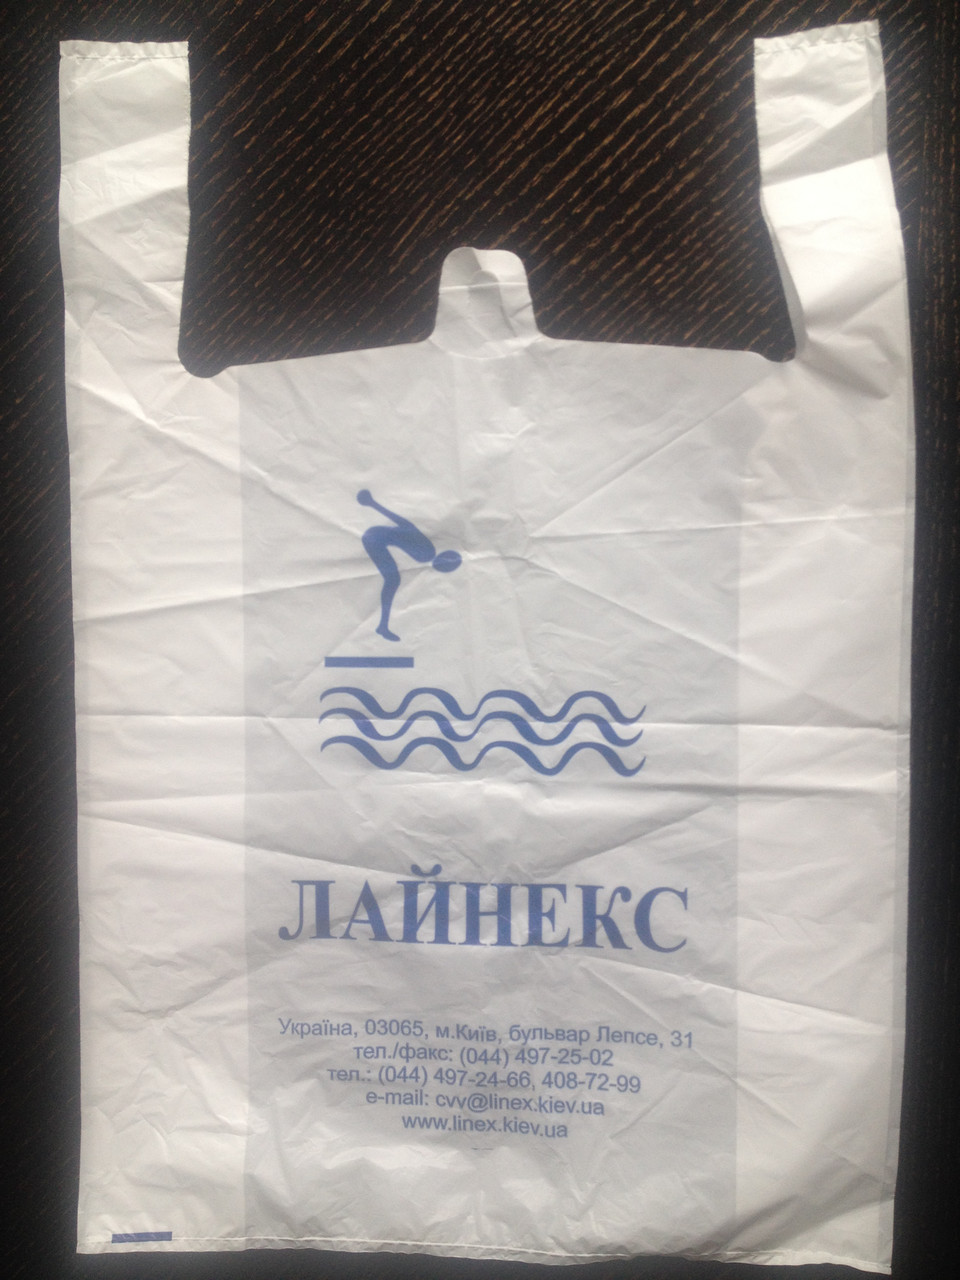 ЛАЙНЕКС
Україна, 03065, м.Київ, бульвар Лепсе, 31
тел./факс: (044) 497-25-02
тел.: (044) 497-24-66, 408-72-99
e-mail: cvv@linex.kiev.ua
www.linex.kiev.ua